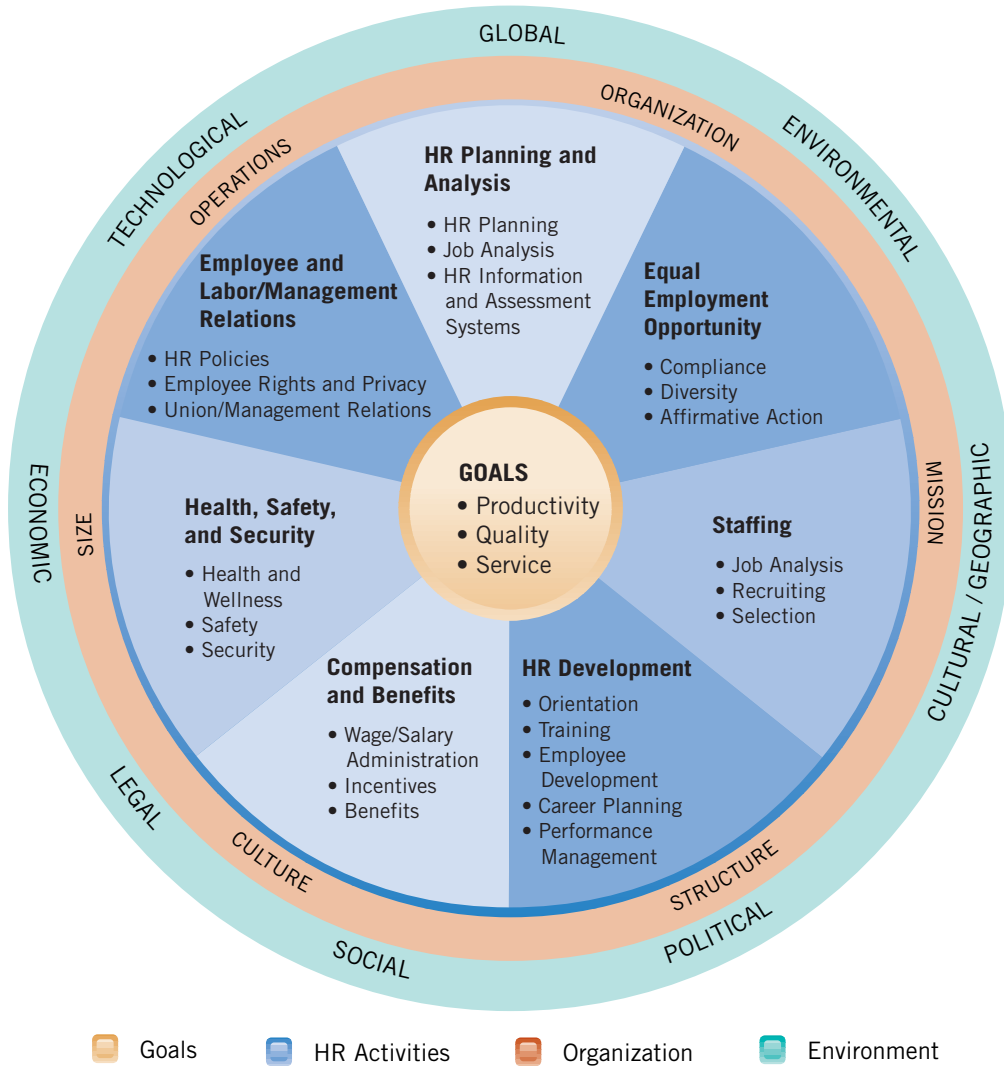 GLOBAL
ENVIRONMENTAL
CULTURAL / GEOGRAPHIC
POLITICAL
SOCIAL
LEGAL
ECONOMIC
TECHNOLOGICAL
ORGANIZATION
MISSION
STRUCTURE
CULTURE
SIZE
OPERATIONS
HR Planning and
Analysis
• HR Planning
• Job Analysis
• HR Information
and Assessment
Systems
Equal
Employment
Opportunity
• Compliance
• Diversity
• Affirmative Action
Staffing
• Job Analysis
• Recruiting
• Selection
HR Development
• Orientation
• Training
• Employee
Development
• Career Planning
• Performance
Management
Compensation
and Benefits
• Wage/Salary
Administration
• Incentives
• Benefits
Health, Safety,
and Security
• Health and
Wellness
• Safety
• Security
Employee and
Labor/Management
Relations
• HR Policies
• Employee Rights and Privacy
• Union/Management Relations
GOALS
• Productivity
• Quality
• Service
Goals
HR Activities
Organization
Environment